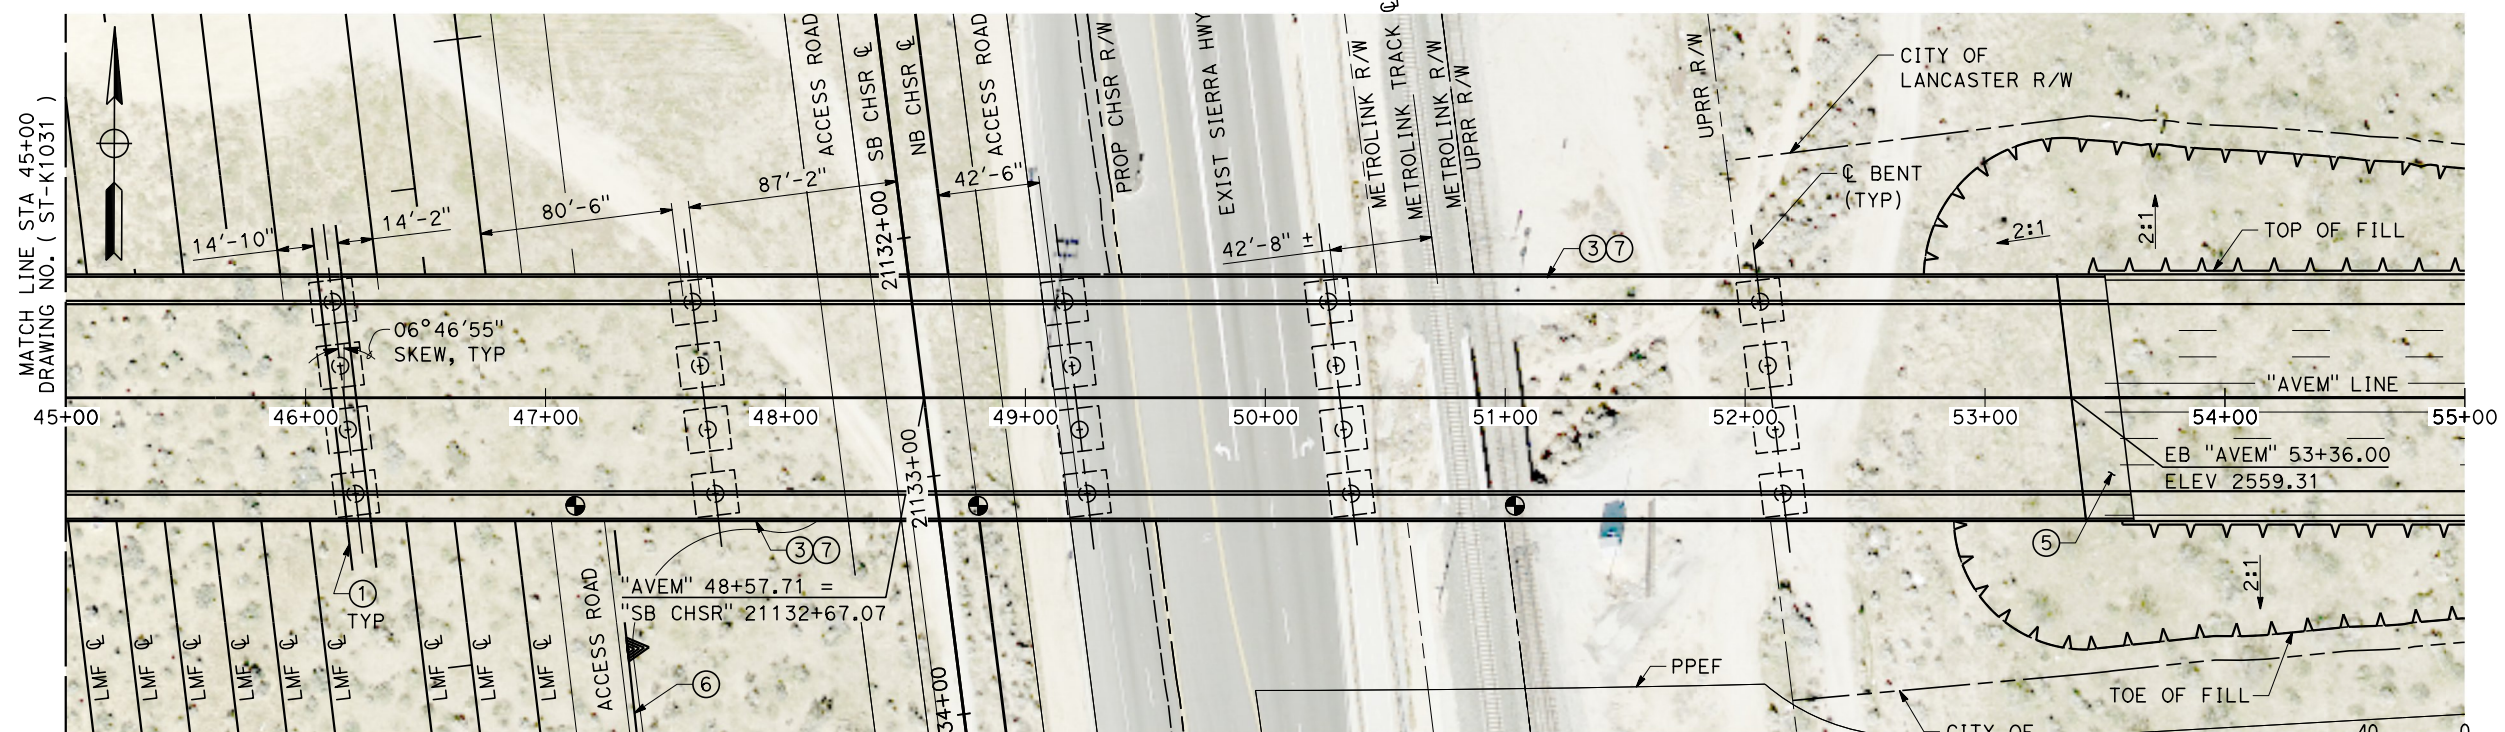 MATCH LINE STA 45+00
DRAWING NO. ( ST-K1031 )
ACCESS ROAD
SB CHSR ℄
NB CHSR ℄
ACCESS ROAD
PROP CHSR R/W
EXIST SIERRA HWY
METROLINK R/W
METROLINK TRACK ℄
METROLINK R/W
UPRR R/W
UPRR R/W
CITY OF
LANCASTER R/W
℄ BENT
(TYP)
14'-10"
14'-2"
80'-6"
87'-2"
42'-6"
42'-8" ±
21132+00
3 7
2:1
2:1
TOP OF FILL
06°46'55"
SKEW, TYP
"AVEM" LINE
45+00
46+00
47+00
48+00
49+00
50+00
51+00
52+00
53+00
54+00
55+00
EB "AVEM" 53+36.00
ELEV 2559.31
21133+00
3 7
5
1
TYP
"AVEM" 48+57.71 =
"SB CHSR" 21132+67.07
2:1
LMF ℄
LMF ℄
LMF ℄
LMF ℄
LMF ℄
LMF ℄
LMF ℄
LMF ℄
LMF ℄
ACCESS ROAD
6
34+00
PPEF
TOE OF FILL
CITY OF
40
0